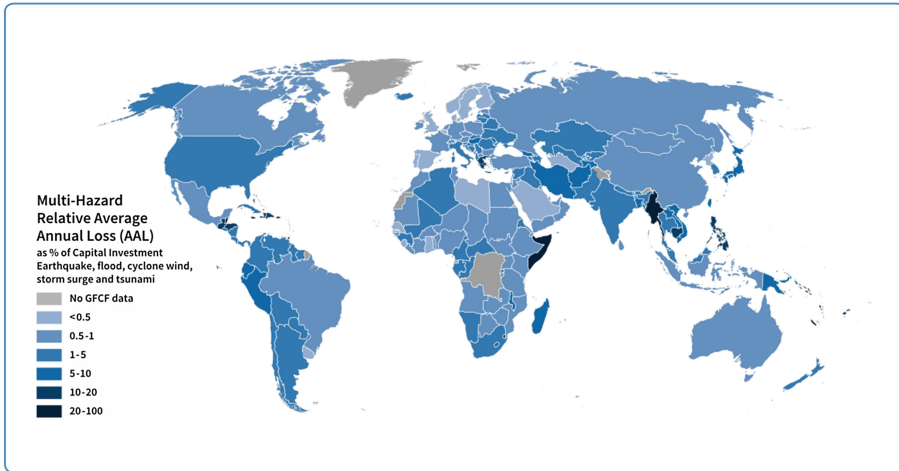 Multi-Hazard
Relative Average
Annual Loss (AAL)
as % of Capital Investment
Earthquake, flood, cyclone wind,
storm surge and tsunami
No GFCF data
<0.5
0.5-1
1-5
5-10
10-20
20-100